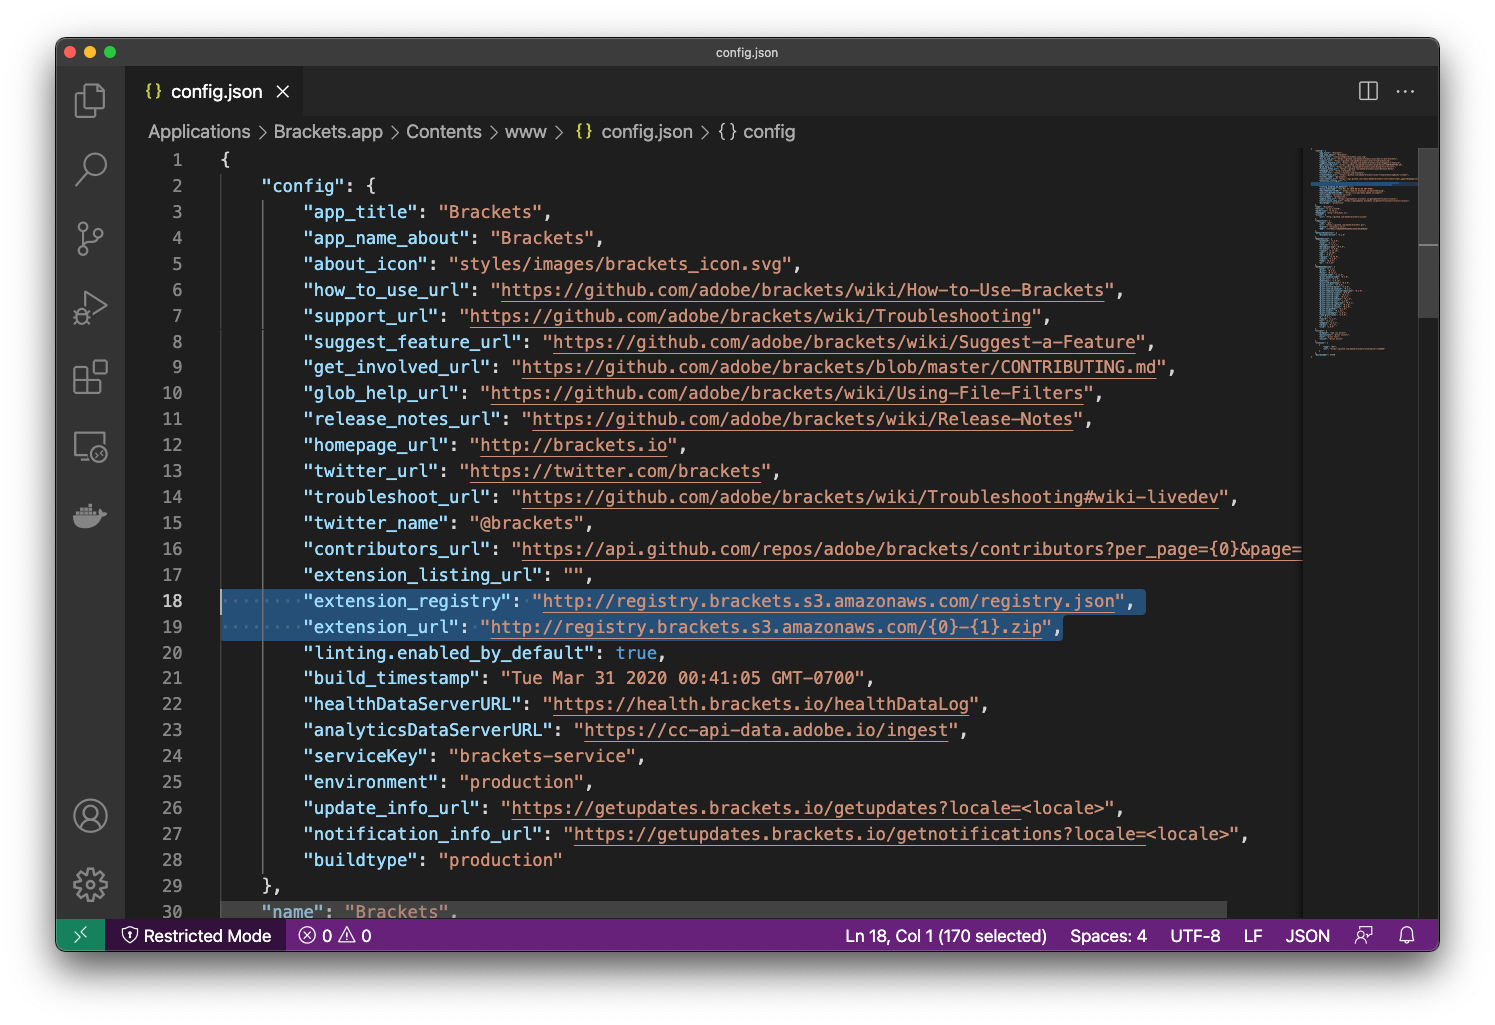 config.json
{} config.json ×
Applications > Brackets.app > Contents > www > {} config.json > {} config
1 {
2 "config": {
3 "app_title": "Brackets",
4 "app_name_about": "Brackets",
5 "about_icon": "styles/images/brackets_icon.svg",
6 "how_to_use_url": "https://github.com/adobe/brackets/wiki/How-to-Use-Brackets",
7 "support_url": "https://github.com/adobe/brackets/wiki/Troubleshooting",
8 "suggest_feature_url": "https://github.com/adobe/brackets/wiki/Suggest-a-Feature",
9 "get_involved_url": "https://github.com/adobe/brackets/blob/master/CONTRIBUTING.md",
10 "glob_help_url": "https://github.com/adobe/brackets/wiki/Using-File-Filters",
11 "release_notes_url": "https://github.com/adobe/brackets/wiki/Release-Notes",
12 "homepage_url": "http://brackets.io",
13 "twitter_url": "https://twitter.com/brackets",
14 "troubleshoot_url": "https://github.com/adobe/brackets/wiki/Troubleshooting#wiki-livedev",
15 "twitter_name": "@brackets",
16 "contributors_url": "https://api.github.com/repos/adobe/brackets/contributors?per_page={0}&page=
17 "extension_listing_url": "",
18 "extension_registry": "http://registry.brackets.s3.amazonaws.com/registry.json",
19 "extension_url": "http://registry.brackets.s3.amazonaws.com/{0}-{1}.zip",
20 "linting.enabled_by_default": true,
21 "build_timestamp": "Tue Mar 31 2020 00:41:05 GMT-0700",
22 "healthDataServerURL": "https://health.brackets.io/healthDataLog",
23 "analyticsDataServerURL": "https://cc-api-data.adobe.io/ingest",
24 "serviceKey": "brackets-service",
25 "environment": "production",
26 "update_info_url": "https://getupdates.brackets.io/getupdates?locale=<locale>",
27 "notification_info_url": "https://getupdates.brackets.io/getnotifications?locale=<locale>",
28 "buildtype": "production"
29 },
30 "name": "Brackets",
Restricted Mode 0 0 Ln 18, Col 1 (170 selected) Spaces: 4 UTF-8 LF JSON